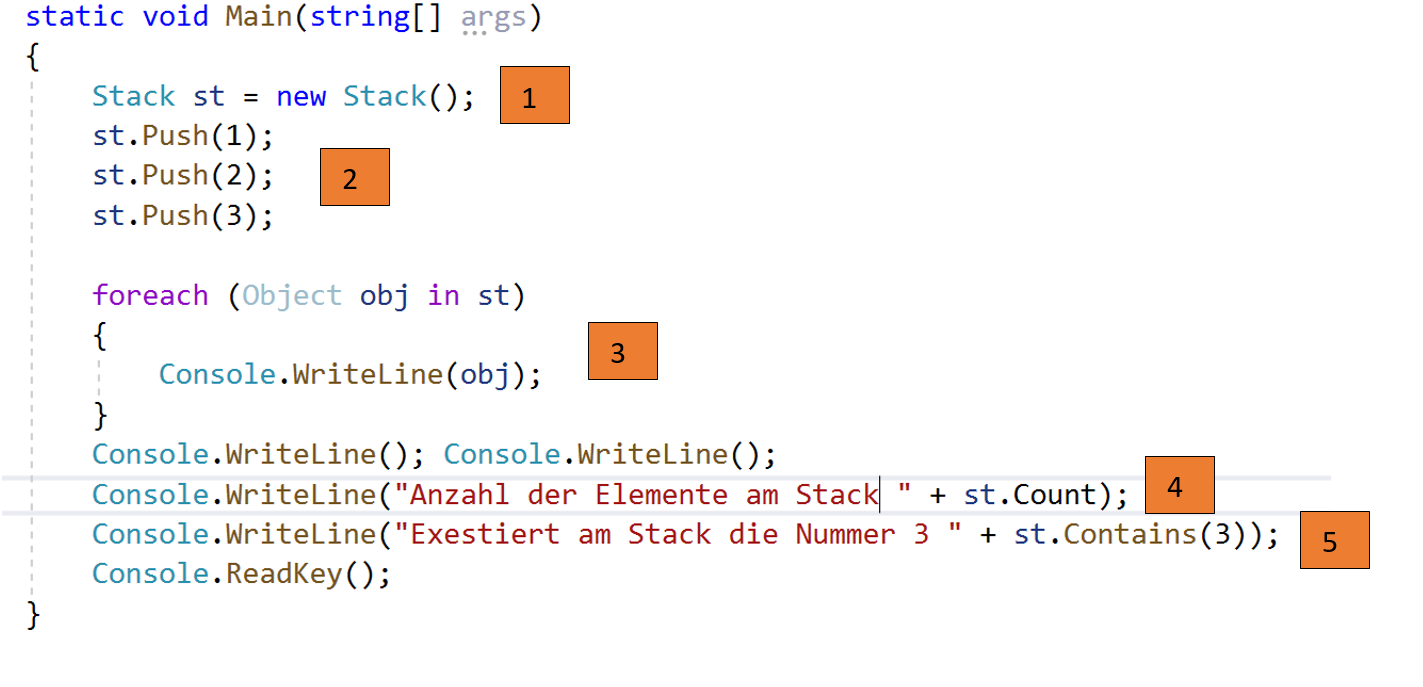 static void Main(string[] args)
{
Stack st = new Stack(); 1
st.Push(1);
st.Push(2); 2
st.Push(3);
foreach (Object obj in st)
{
3
Console.WriteLine(obj);
}
Console.WriteLine(); Console.WriteLine();
Console.WriteLine("Anzahl der Elemente am Stack " + st.Count); 4
Console.WriteLine("Exestiert am Stack die Nummer 3 " + st.Contains(3)); 5
Console.ReadKey();
}